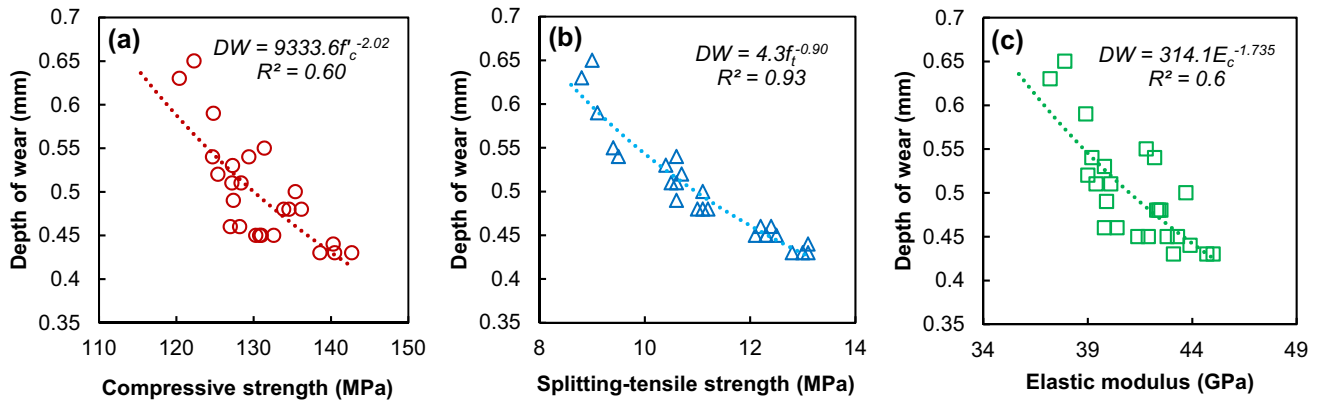 (a)
DW = 9333.6f'c^-2.02
R² = 0.60
Depth of wear (mm)
0.7
0.65
0.6
0.55
0.5
0.45
0.4
0.35
110 120 130 140 150
Compressive strength (MPa)
(b)
DW = 4.3ft^-0.90
R² = 0.93
Depth of wear (mm)
0.7
0.65
0.6
0.55
0.5
0.45
0.4
0.35
8 10 12 14
Splitting-tensile strength (MPa)
(c)
DW = 314.1Ec^-1.735
R² = 0.6
Depth of wear (mm)
0.7
0.65
0.6
0.55
0.5
0.45
0.4
0.35
34 39 44 49
Elastic modulus (GPa)